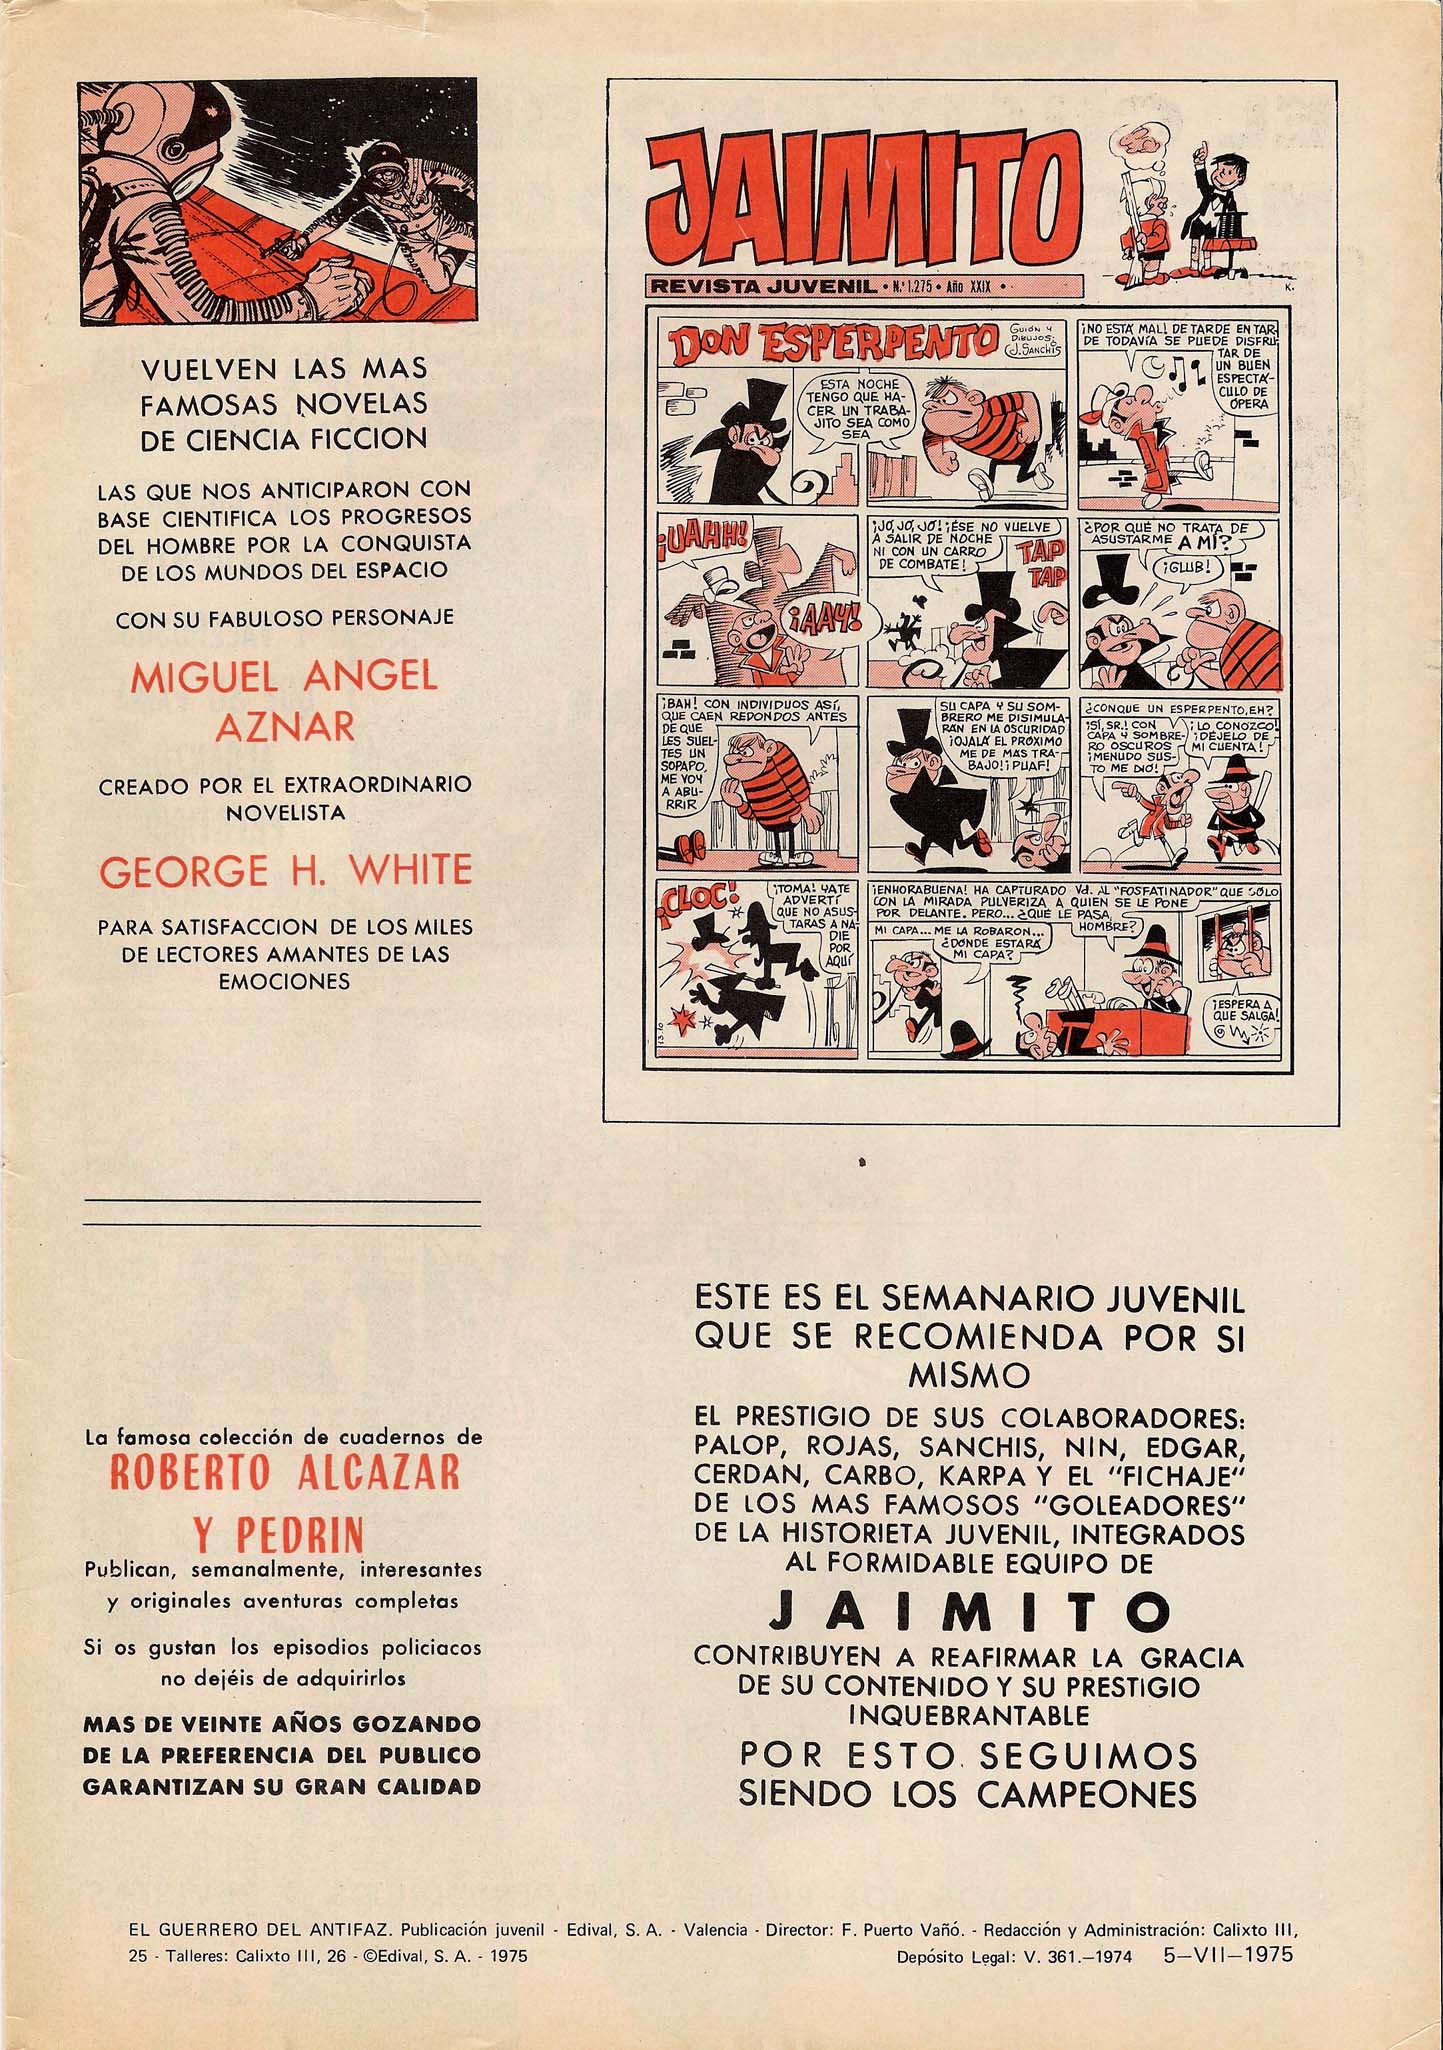 VUELVEN LAS MAS
FAMOSAS NOVELAS
DE CIENCIA FICCION
LAS QUE NOS ANTICIPARON CON
BASE CIENTIFICA LOS PROGRESOS
DEL HOMBRE POR LA CONQUISTA
DE LOS MUNDOS DEL ESPACIO
CON SU FABULOSO PERSONAJE
MIGUEL ANGEL
AZNAR
CREADO POR EL EXTRAORDINARIO
NOVELISTA
GEORGE H. WHITE
PARA SATISFACCION DE LOS MILES
DE LECTORES AMANTES DE LAS
EMOCIONES
La famosa colección de cuadernos de
ROBERTO ALCAZAR
Y PEDRIN
Publican, semanalmente, interesantes
y originales aventuras completas
Si os gustan los episodios policiacos
no dejéis de adquirirlos
MAS DE VEINTE AÑOS GOZANDO
DE LA PREFERENCIA DEL PUBLICO
GARANTIZAN SU GRAN CALIDAD
JAIMITO
K.
REVISTA JUVENIL • N.º 1.275 • Año XXIX •
DON ESPERPENTO
GUIÓN Y
DIBUJOS:
J. SANCHIS
ESTA NOCHE
TENGO QUE HA-
CER UN TRABA-
JITO SEA COMO
SEA
¡NO ESTÁ MAL! DE TARDE EN TAR-
DE TODAVÍA SE PUEDE DISFRU-
TAR DE
UN BUEN
ESPECTÁ-
CULO DE
ÓPERA
¡UAHH!
¡AAY!
¡JÓ, JÓ, JÓ! ¡ÉSE NO VUELVE
A SALIR DE NOCHE
NI CON UN CARRO
DE COMBATE!
TAP
TAP
¿POR QUÉ NO TRATA DE
ASUSTARME A MÍ?
¡GLUB!
¡BAH! CON INDIVIDUOS ASÍ,
QUE CAEN REDONDOS ANTES
DE QUE
LES SUEL-
TES UN
SOPAPO,
ME VOY
A ABU-
RRIR
SU CAPA Y SU SOM-
BRERO ME DISIMULA-
RÁN EN LA OSCURIDAD
¡OJALÁ EL PRÓXIMO
ME DE MÁS TRA-
BAJO! ¡PUAF!
¿CONQUE UN ESPERPENTO, EH?
¡SÍ, SR.! CON
CAPA Y SOMBRE-
RO OSCUROS
¡MENUDO SUS-
TO ME DIÓ!
¡LO CONOZCO!
¡DÉJELO DE
MI CUENTA!
¡CLOC!
¡TOMA! YA TE
ADVERTÍ
QUE NO ASUS-
TARAS A NA-
DIE
POR
AQUÍ
13-10
¡ENHORABUENA! HA CAPTURADO Vd. AL "FOSFATINADOR" QUE SÓLO
CON LA MIRADA PULVERIZA A QUIEN SE LE PONE
POR DELANTE. PERO... ¿QUÉ LE PASA,
HOMBRE?
MI CAPA... ME LA ROBARON...
¿DÓNDE ESTARÁ
MI CAPA?
¡ESPERA A
QUE SALGA!
ESTE ES EL SEMANARIO JUVENIL
QUE SE RECOMIENDA POR SI
MISMO
EL PRESTIGIO DE SUS COLABORADORES:
PALOP, ROJAS, SANCHIS, NIN, EDGAR,
CERDAN, CARBO, KARPA Y EL "FICHAJE"
DE LOS MAS FAMOSOS "GOLEADORES"
DE LA HISTORIETA JUVENIL, INTEGRADOS
AL FORMIDABLE EQUIPO DE
JAIMITO
CONTRIBUYEN A REAFIRMAR LA GRACIA
DE SU CONTENIDO Y SU PRESTIGIO
INQUEBRANTABLE
POR ESTO SEGUIMOS
SIENDO LOS CAMPEONES
EL GUERRERO DEL ANTIFAZ. Publicación juvenil - Edival, S. A. - Valencia - Director: F. Puerto Vañó. - Redacción y Administración: Calixto III,
25 - Talleres: Calixto III, 26 - ©Edival, S. A. - 1975 Depósito Legal: V. 361.—1974 5—VII—1975